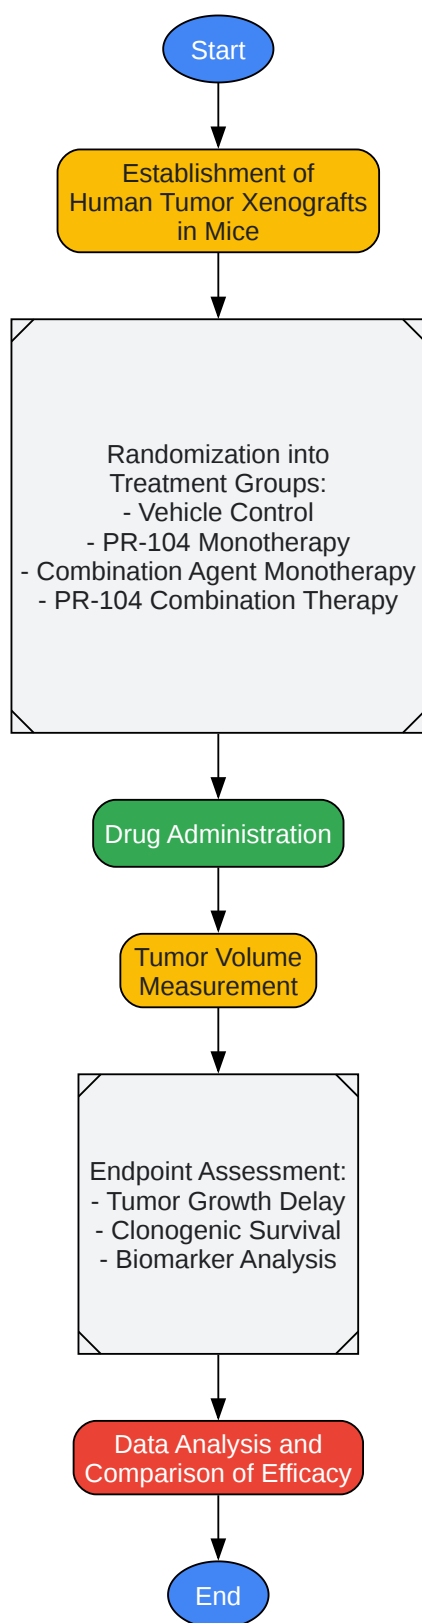 Start
Establishment of
Human Tumor Xenografts
in Mice
Randomization into
Treatment Groups:
- Vehicle Control
- PR-104 Monotherapy
- Combination Agent Monotherapy
- PR-104 Combination Therapy
Drug Administration
Tumor Volume
Measurement
Endpoint Assessment:
- Tumor Growth Delay
- Clonogenic Survival
- Biomarker Analysis
Data Analysis and
Comparison of Efficacy
End